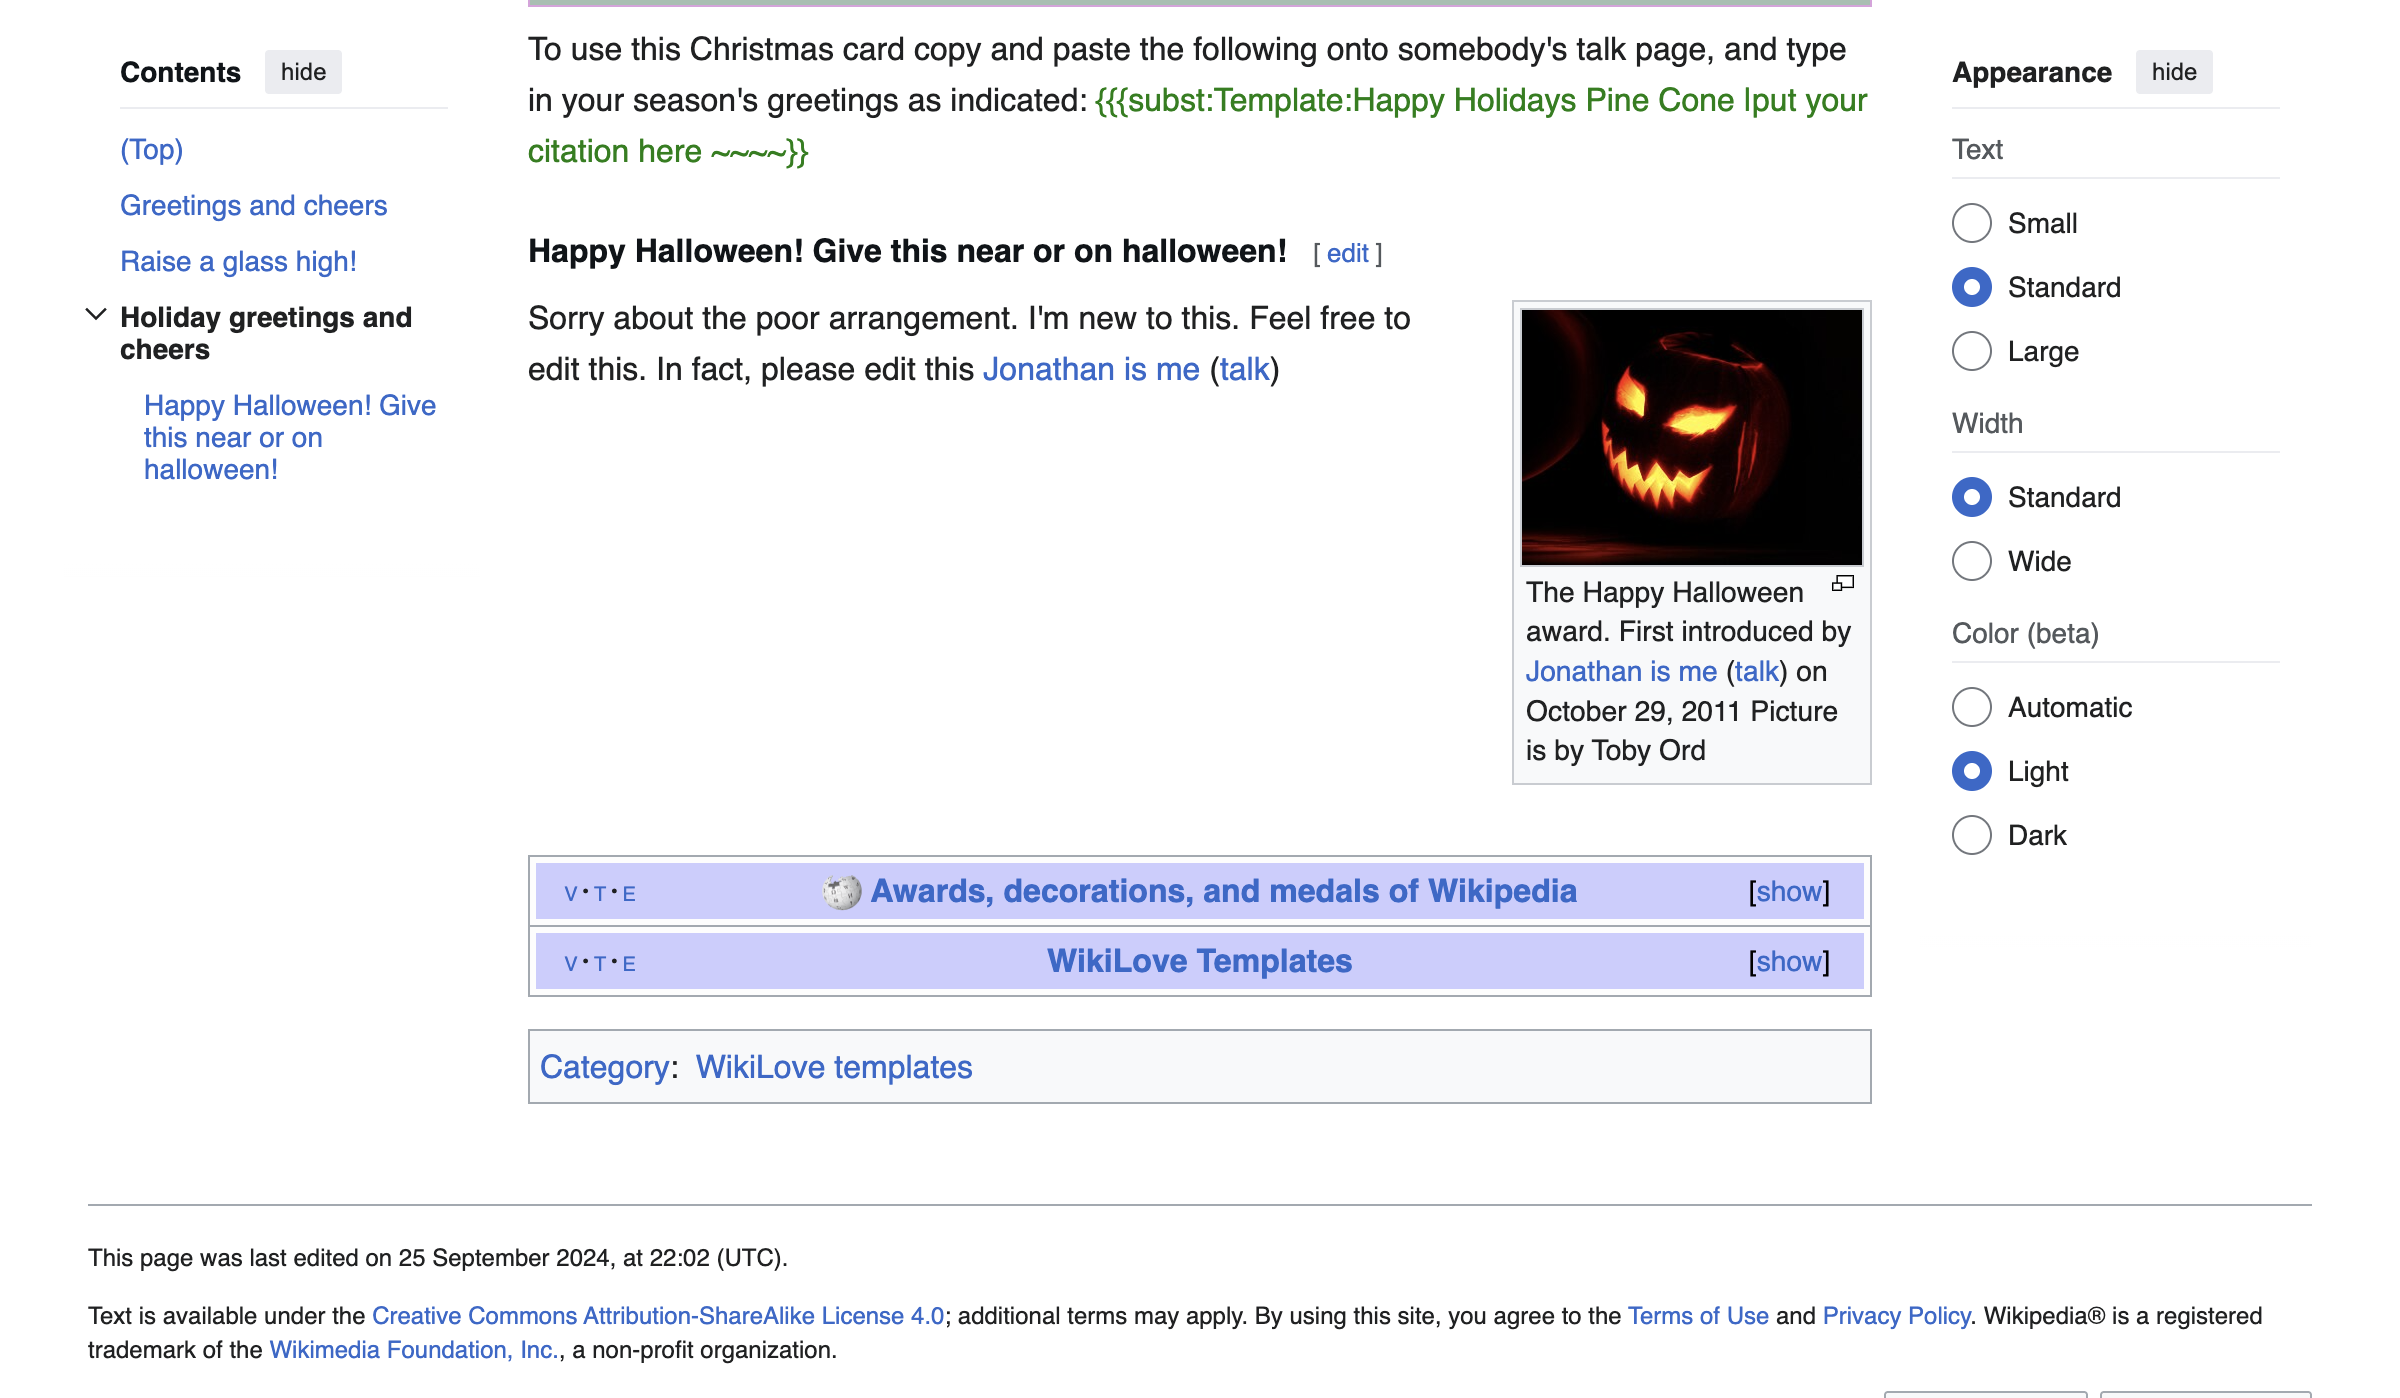 Contents hide
(Top)
Greetings and cheers
Raise a glass high!
Holiday greetings and
cheers
Happy Halloween! Give
this near or on
halloween!
To use this Christmas card copy and paste the following onto somebody's talk page, and type
in your season's greetings as indicated: {{{subst:Template:Happy Holidays Pine Cone lput your
citation here ~~~~}}
Happy Halloween! Give this near or on halloween! [ edit ]
Sorry about the poor arrangement. I'm new to this. Feel free to
edit this. In fact, please edit this Jonathan is me (talk)
The Happy Halloween
award. First introduced by
Jonathan is me (talk) on
October 29, 2011 Picture
is by Toby Ord
V · T · E Awards, decorations, and medals of Wikipedia [show]
V · T · E WikiLove Templates [show]
Category: WikiLove templates
Appearance hide
Text
Small
Standard
Large
Width
Standard
Wide
Color (beta)
Automatic
Light
Dark
This page was last edited on 25 September 2024, at 22:02 (UTC).
Text is available under the Creative Commons Attribution-ShareAlike License 4.0; additional terms may apply. By using this site, you agree to the Terms of Use and Privacy Policy. Wikipedia® is a registered
trademark of the Wikimedia Foundation, Inc., a non-profit organization.